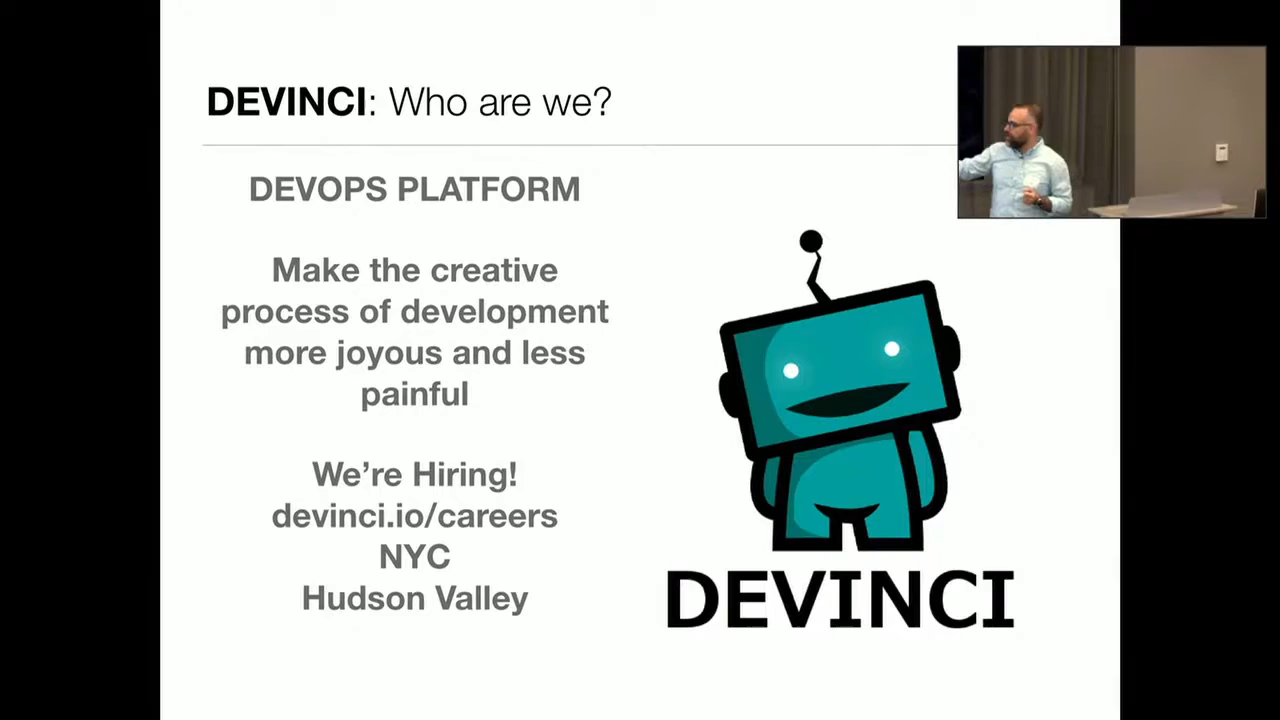 DEVINCI: Who are we?
DEVOPS PLATFORM
Make the creative
process of development
more joyous and less
painful
We're Hiring!
devinci.io/careers
NYC
Hudson Valley
DEVINCI